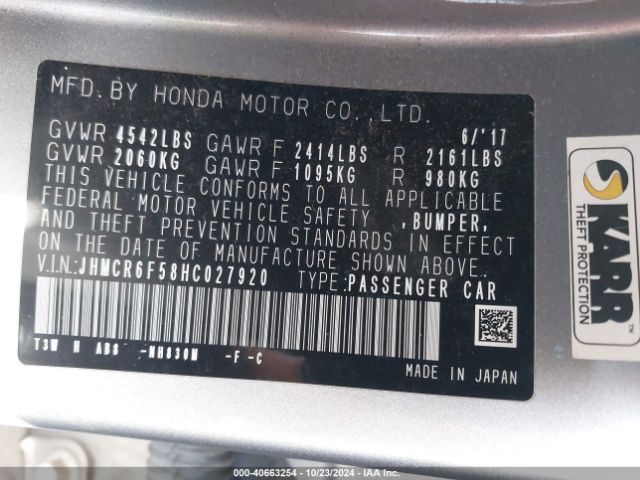 MFD. BY HONDA MOTOR CO.,LTD.
6/'17
GVWR 4542LBS GAWR F 2414LBS R 2161LBS
GVWR 2060KG GAWR F 1095KG R 980KG
THIS VEHICLE CONFORMS TO ALL APPLICABLE
FEDERAL MOTOR VEHICLE SAFETY ,BUMPER,
AND THEFT PREVENTION STANDARDS IN EFFECT
ON THE DATE OF MANUFACTURE SHOWN ABOVE.
V.I.N.:JHMCR6F58HC027920 TYPE:PASSENGER CAR
T3W H AB8 -NH830M -F-C
MADE IN JAPAN
KARR
THEFT PROTECTION
000-40663254 - 10/23/2024 - IAA Inc.